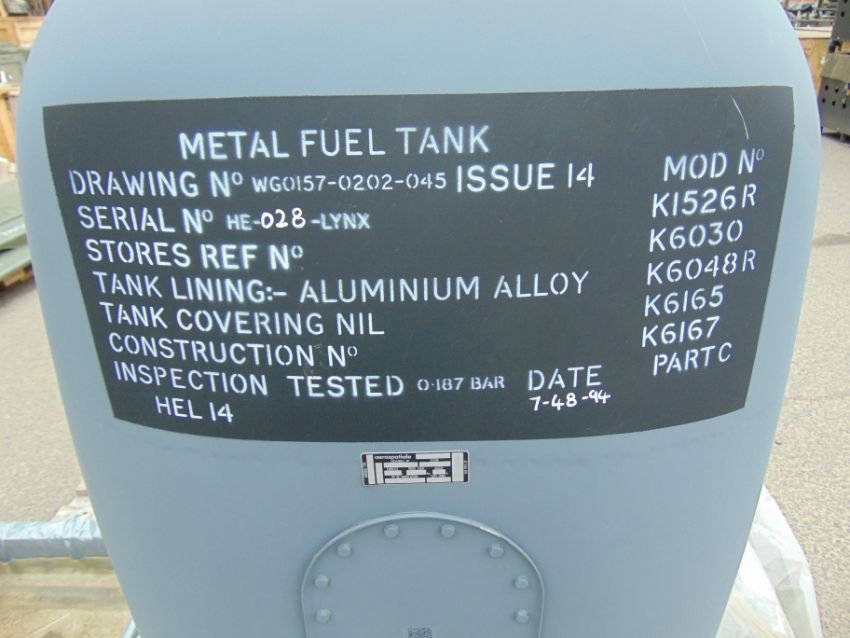 METAL FUEL TANK
DRAWING Nº WG0157-0202-045 ISSUE 14
SERIAL Nº HE-028-LYNX
STORES REF Nº
TANK LINING:- ALUMINIUM ALLOY
TANK COVERING NIL
CONSTRUCTION Nº
INSPECTION TESTED 0·187 BAR DATE
HEL 14 7-48-94
MOD Nº
K1526R
K6030
K6048R
K6165
K6167
PART C
aerospatiale